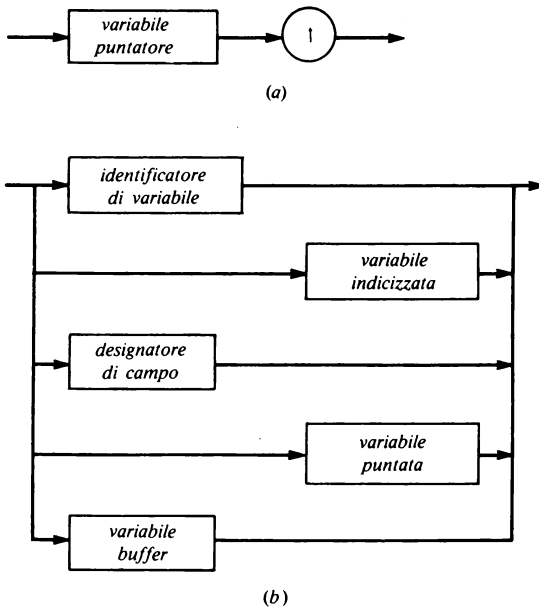 variabile
puntatore
↑
(a)
identificatore
di variabile
variabile
indicizzata
designatore
di campo
variabile
puntata
variabile
buffer
(b)